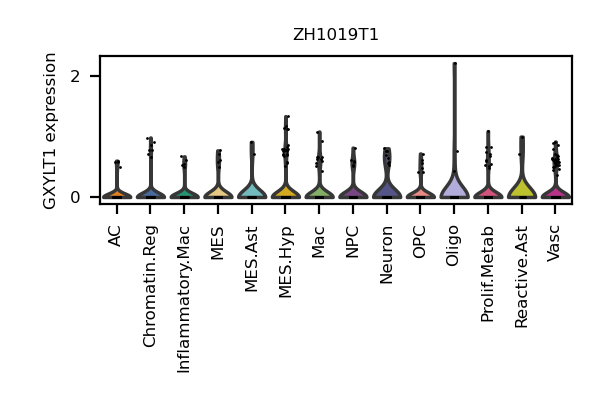 ZH1019T1
GXYLT1 expression
2
0
AC
Chromatin.Reg
Inflammatory.Mac
MES
MES.Ast
MES.Hyp
Mac
NPC
Neuron
OPC
Oligo
Prolif.Metab
Reactive.Ast
Vasc